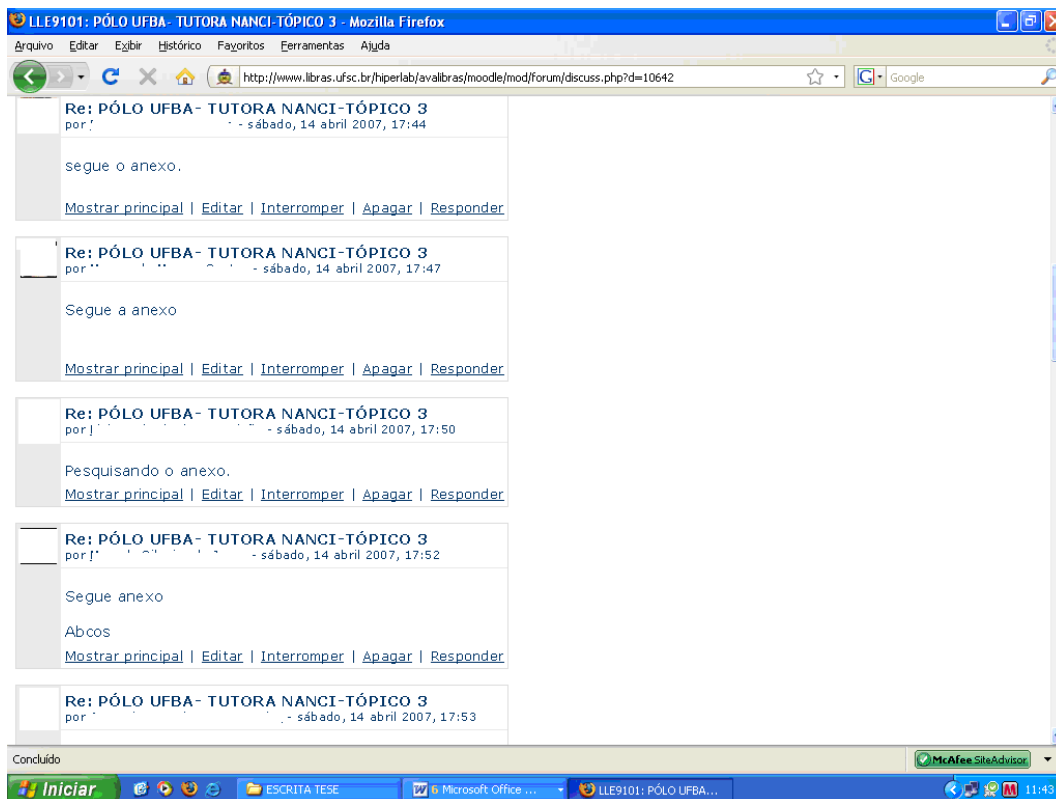 LLE9101: PÓLO UFBA- TUTORA NANCI-TÓPICO 3 - Mozilla Firefox
Arquivo Editar Exibir Histórico Favoritos Ferramentas Ajuda
http://www.libras.ufsc.br/hiperlab/avalibras/moodle/mod/forum/discuss.php?d=10642
G Google
Re: PÓLO UFBA- TUTORA NANCI-TÓPICO 3
por - sábado, 14 abril 2007, 17:44
segue o anexo.
Mostrar principal | Editar | Interromper | Apagar | Responder
Re: PÓLO UFBA- TUTORA NANCI-TÓPICO 3
por - sábado, 14 abril 2007, 17:47
Segue a anexo
Mostrar principal | Editar | Interromper | Apagar | Responder
Re: PÓLO UFBA- TUTORA NANCI-TÓPICO 3
por - sábado, 14 abril 2007, 17:50
Pesquisando o anexo.
Mostrar principal | Editar | Interromper | Apagar | Responder
Re: PÓLO UFBA- TUTORA NANCI-TÓPICO 3
por - sábado, 14 abril 2007, 17:52
Segue anexo
Abcos
Mostrar principal | Editar | Interromper | Apagar | Responder
Re: PÓLO UFBA- TUTORA NANCI-TÓPICO 3
por - sábado, 14 abril 2007, 17:53
Concluído
McAfee SiteAdvisor
Iniciar ESCRITA TESE 6 Microsoft Office ... LLE9101: PÓLO UFBA... 11:43